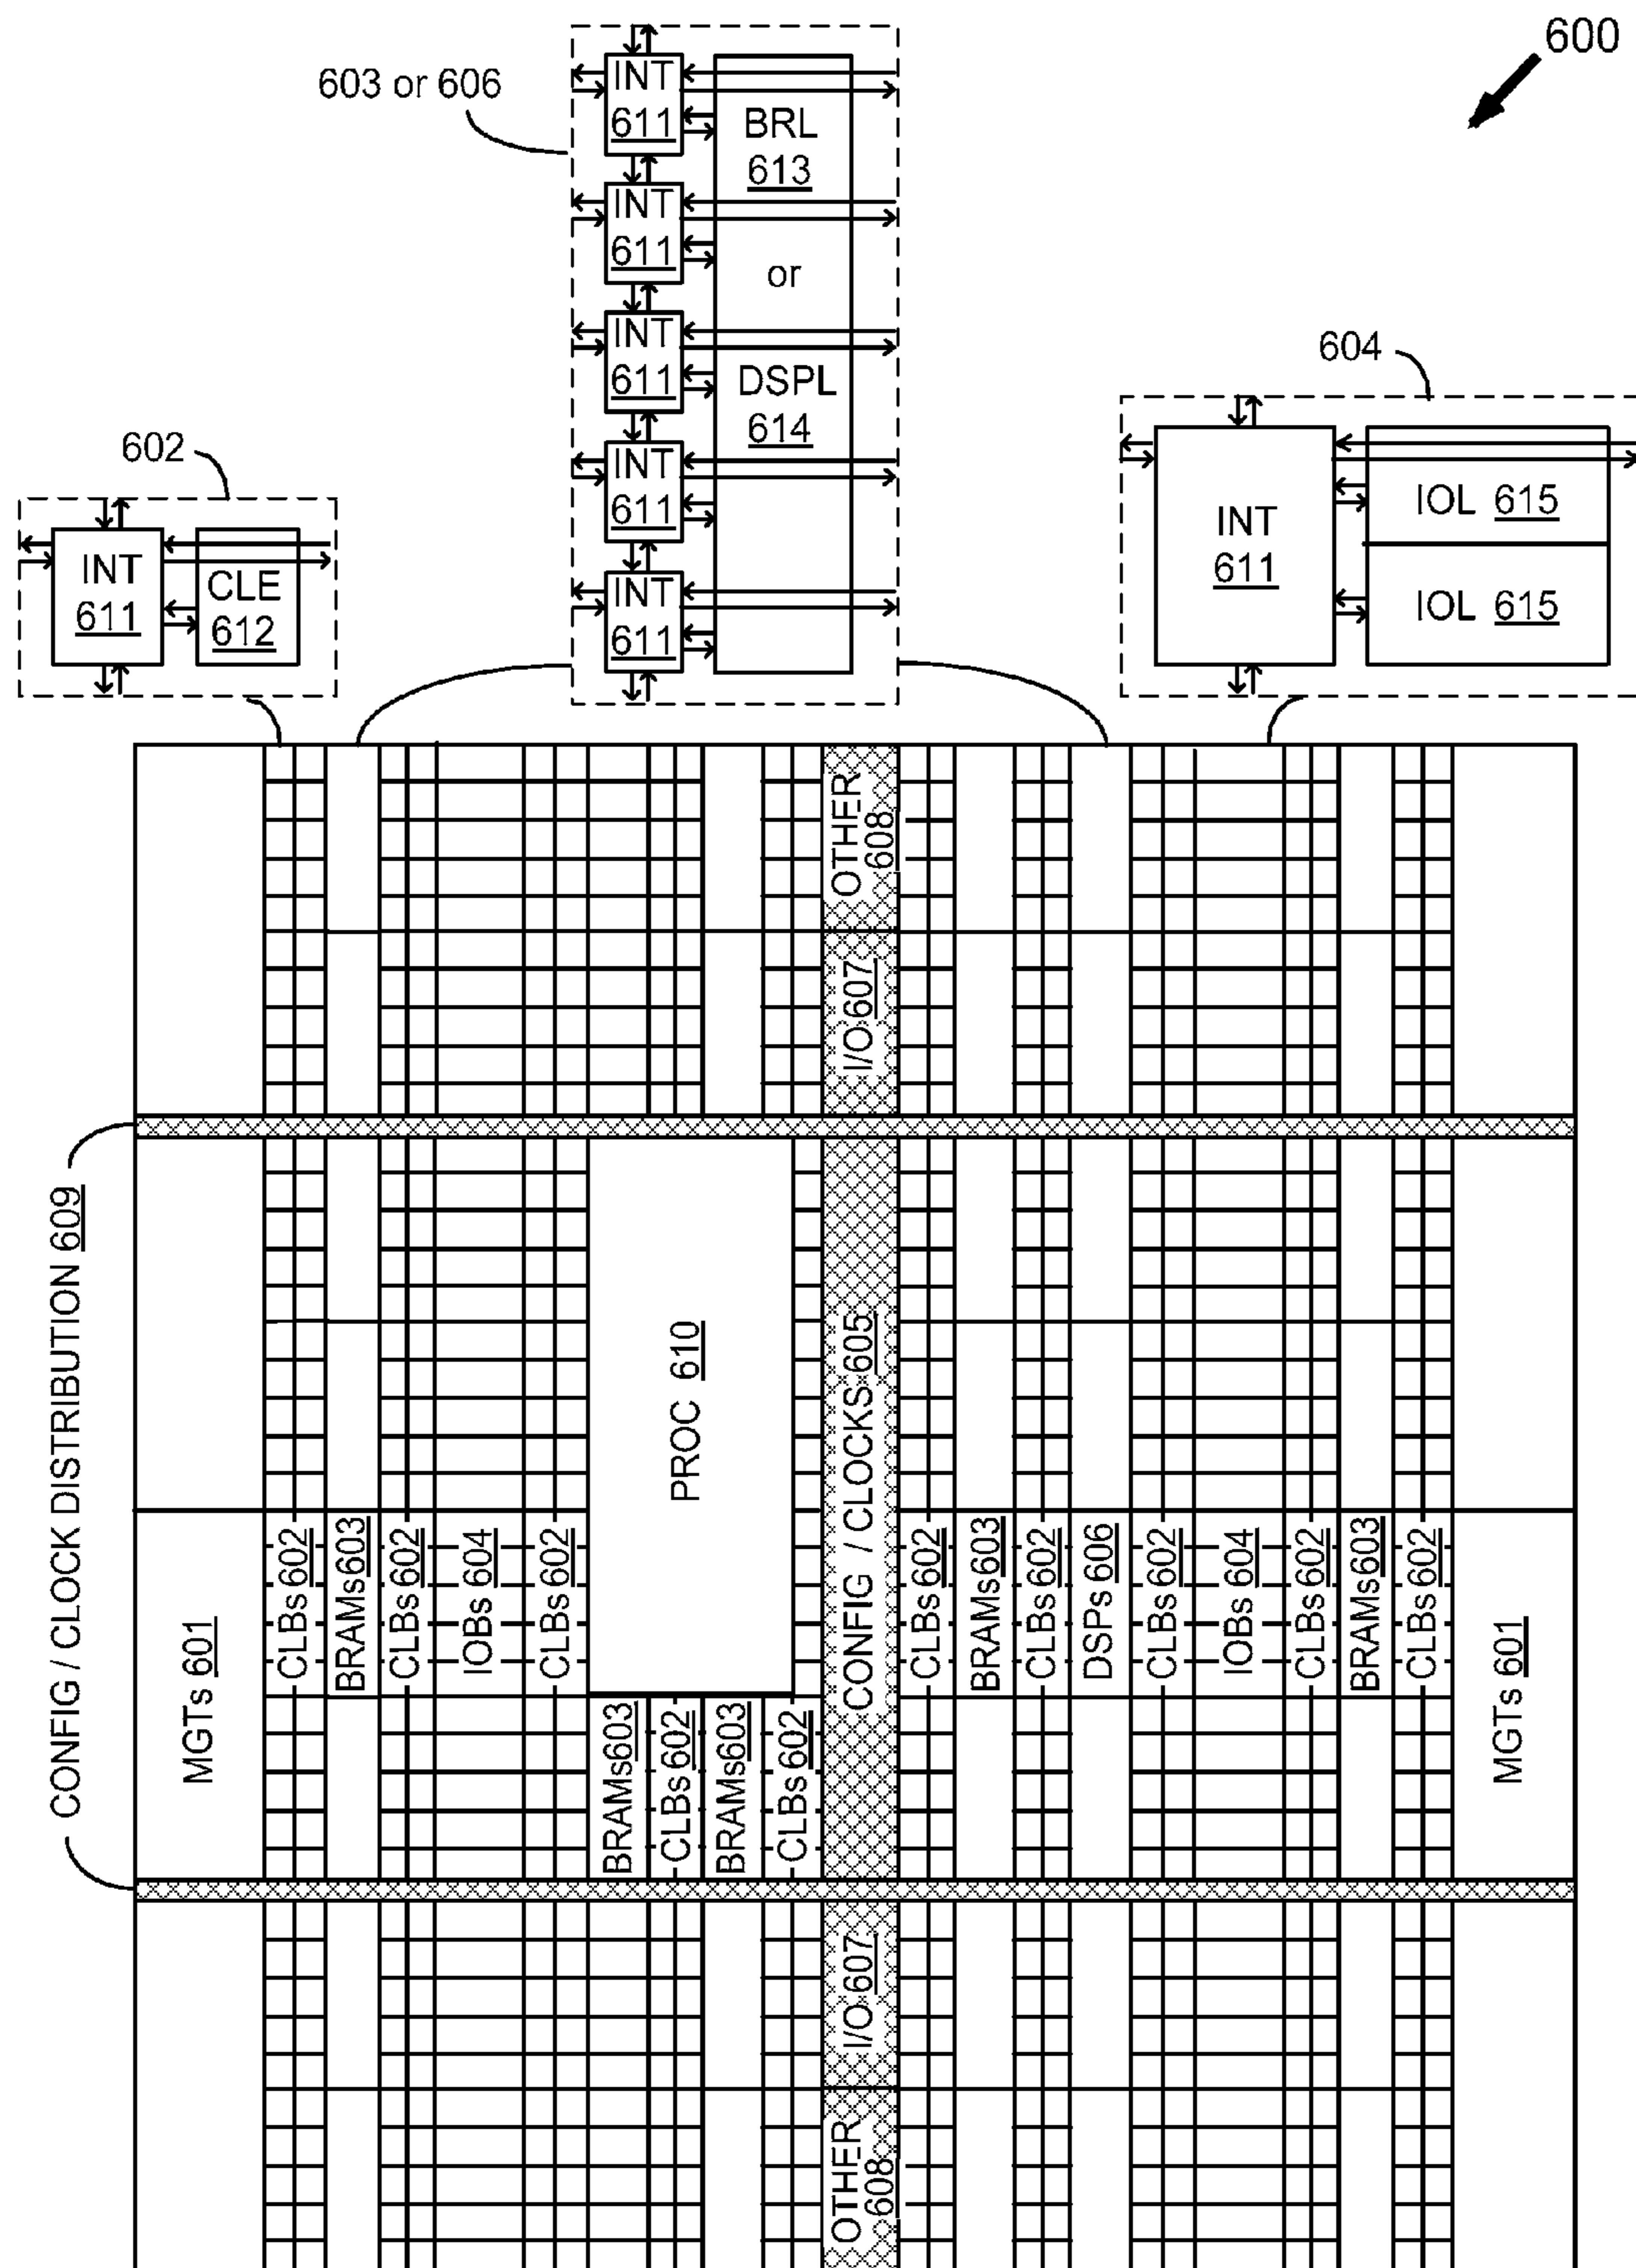 600
603 or 606
INT
611
INT
611
INT
611
INT
611
INT
611
BRL
613
or
DSPL
614
604
INT
611
IOL 615
IOL 615
602
INT
611
CLE
612
OTHER
608
I/O 607
CONFIG / CLOCK DISTRIBUTION 609
PROC 610
CONFIG / CLOCKS 605
MGTs 601
CLBs 602
BRAMs 603
CLBs 602
IOBs 604
CLBs 602
BRAMs 603
CLBs 602
BRAMs 603
CLBs 602
CLBs 602
BRAMs 603
CLBs 602
DSPs 606
CLBs 602
IOBs 604
CLBs 602
BRAMs 603
CLBs 602
MGTs 601
I/O 607
OTHER
608